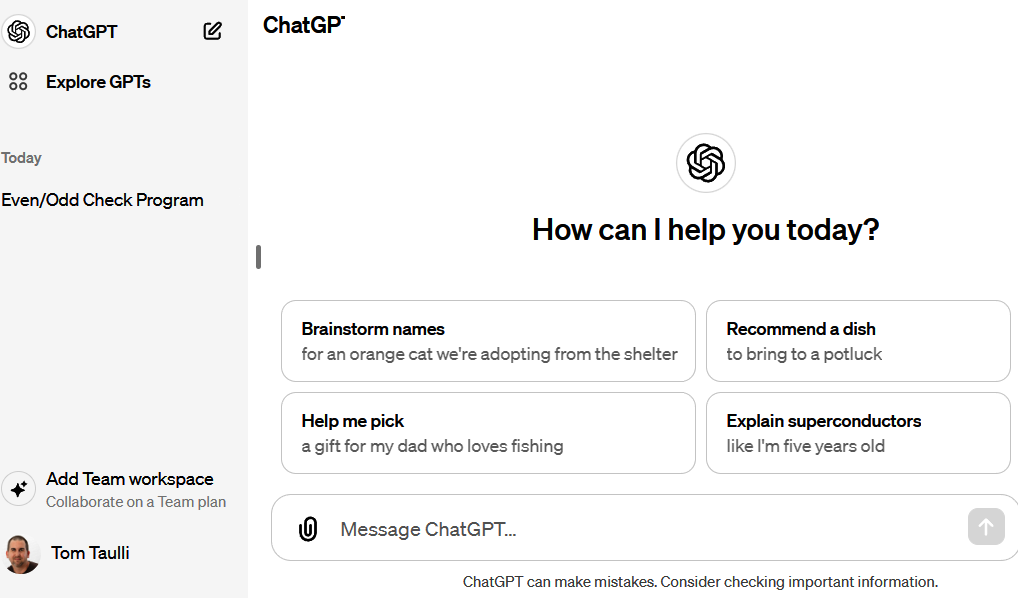 ChatGPT
Explore GPTs
Today
Even/Odd Check Program
Add Team workspace
Collaborate on a Team plan
Tom Taulli
ChatGP
How can I help you today?
Brainstorm names
for an orange cat we're adopting from the shelter
Recommend a dish
to bring to a potluck
Help me pick
a gift for my dad who loves fishing
Explain superconductors
like I'm five years old
Message ChatGPT...
ChatGPT can make mistakes. Consider checking important information.